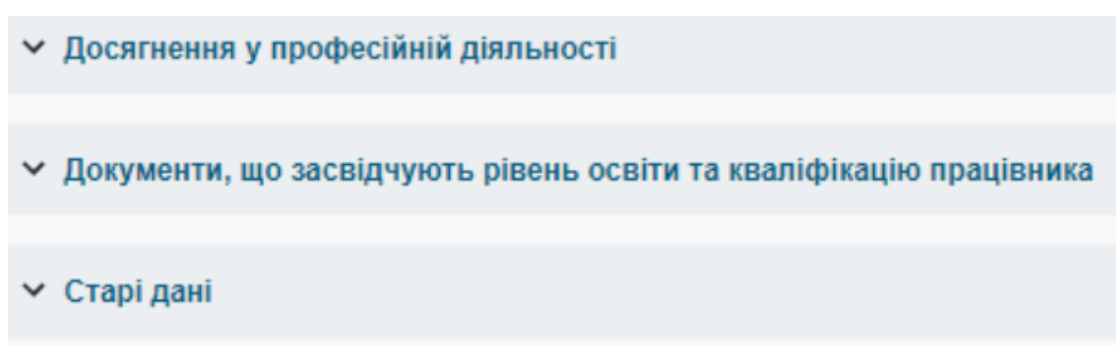 Досягнення у професійній діяльності
Документи, що засвідчують рівень освіти та кваліфікацію працівника
Старі дані